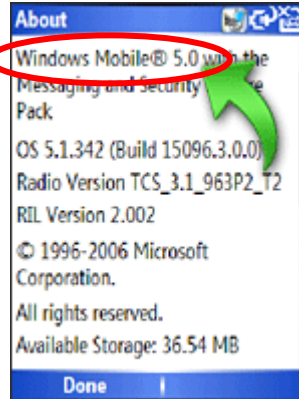 About
Windows Mobile® 5.0 with the
Messaging and Security
Pack
OS 5.1.342 (Build 15096.3.0.0)
Radio Version TCS_3.1_963P2_T2
RIL Version 2.002
© 1996-2006 Microsoft
Corporation.
All rights reserved.
Available Storage: 36.54 MB
Done